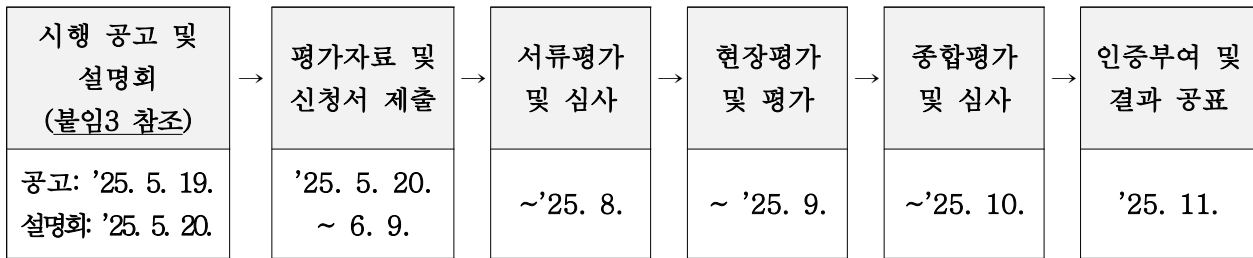 시행 공고 및
설명회
(붙임3 참조)
→
평가자료 및
신청서 제출
→
서류평가
및 심사
→
현장평가
및 평가
→
종합평가
및 심사
→
인증부여 및
결과 공표
공고: '25. 5. 19.
설명회: '25. 5. 20.
'25. 5. 20.
~ 6. 9.
~'25. 8.
~ '25. 9.
~'25. 10.
'25. 11.